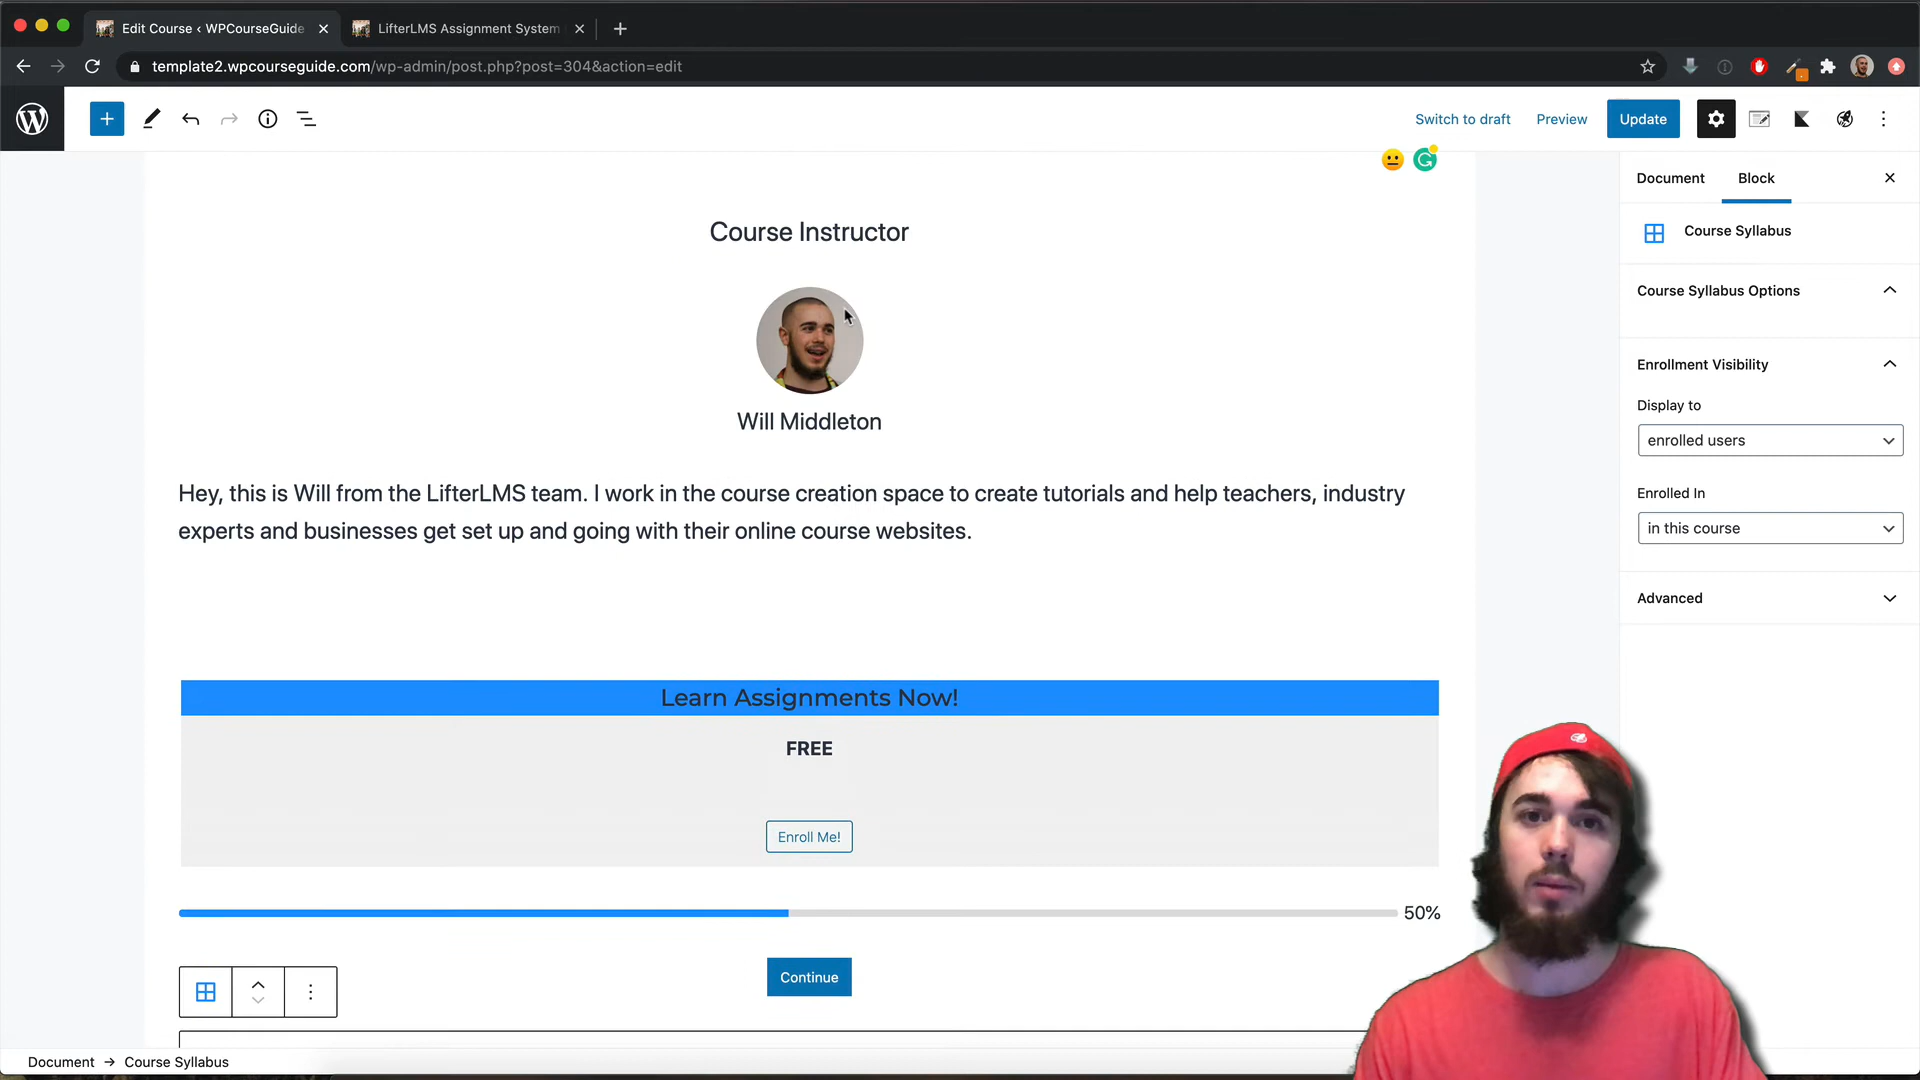 Edit Course ‹ WPCourseGuide
LifterLMS Assignment System
template2.wpcourseguide.com/wp-admin/post.php?post=304&action=edit
Switch to draft
Preview
Update
Document
Block
Course Syllabus
Course Syllabus Options
Enrollment Visibility
Display to
enrolled users
Enrolled In
in this course
Advanced
Course Instructor
Will Middleton
Hey, this is Will from the LifterLMS team. I work in the course creation space to create tutorials and help teachers, industry
experts and businesses get set up and going with their online course websites.
Learn Assignments Now!
FREE
Enroll Me!
50%
Continue
Document → Course Syllabus